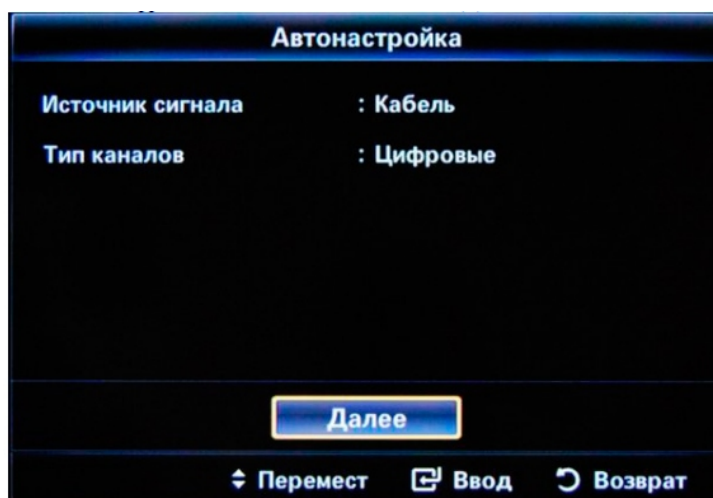 Автонастройка
Источник сигнала : Кабель
Тип каналов : Цифровые
Далее
Перемест Ввод Возврат